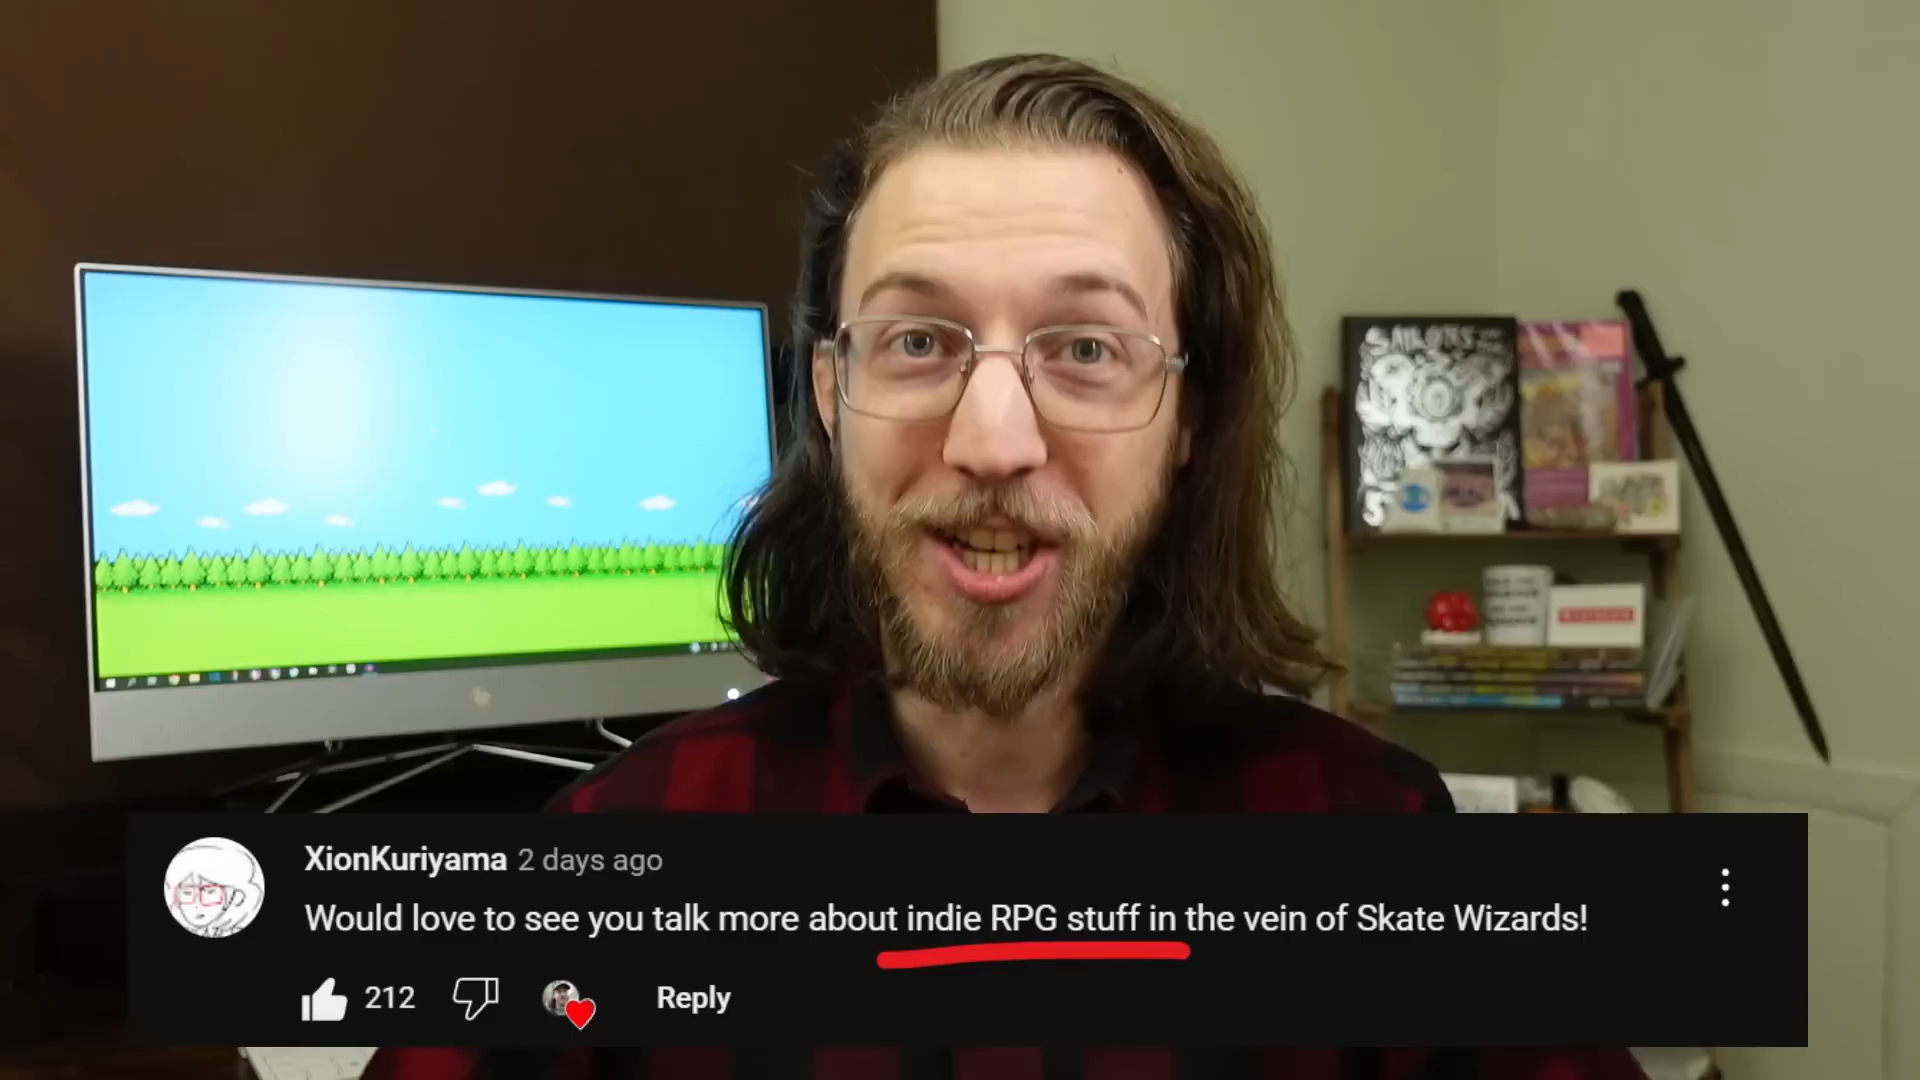 SAILORS
XionKuriyama 2 days ago
Would love to see you talk more about indie RPG stuff in the vein of Skate Wizards!
212
Reply